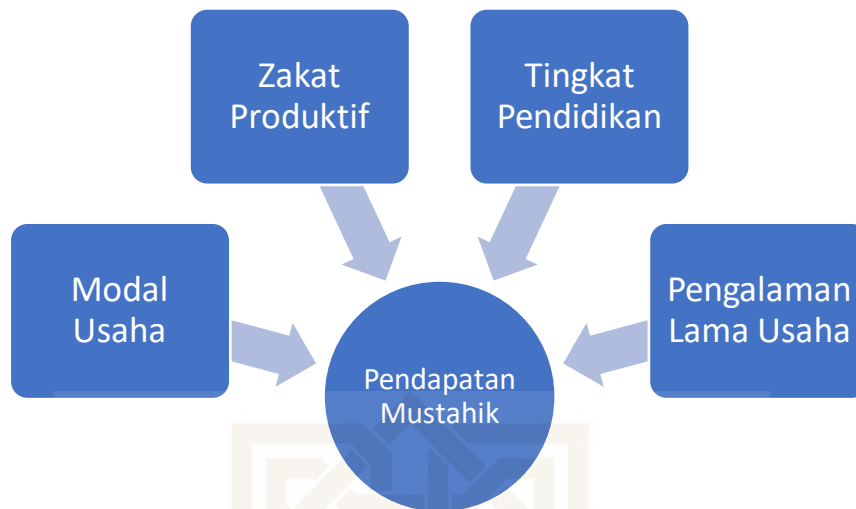 Zakat
Produktif
Tingkat
Pendidikan
Modal
Usaha
Pengalaman
Lama Usaha
Pendapatan
Mustahik